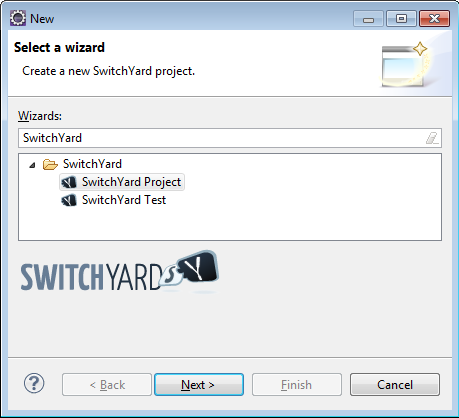 New
Select a wizard
Create a new SwitchYard project.
Wizards:
SwitchYard
SwitchYard
SwitchYard Project
SwitchYard Test
SWITCHYARD SY
< Back
Next >
Finish
Cancel